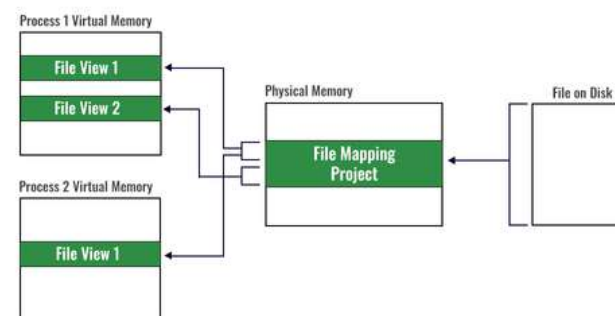 Process 1 Virtual Memory
File View 1
File View 2
Physical Memory
File Mapping
Project
File on Disk
Process 2 Virtual Memory
File View 1